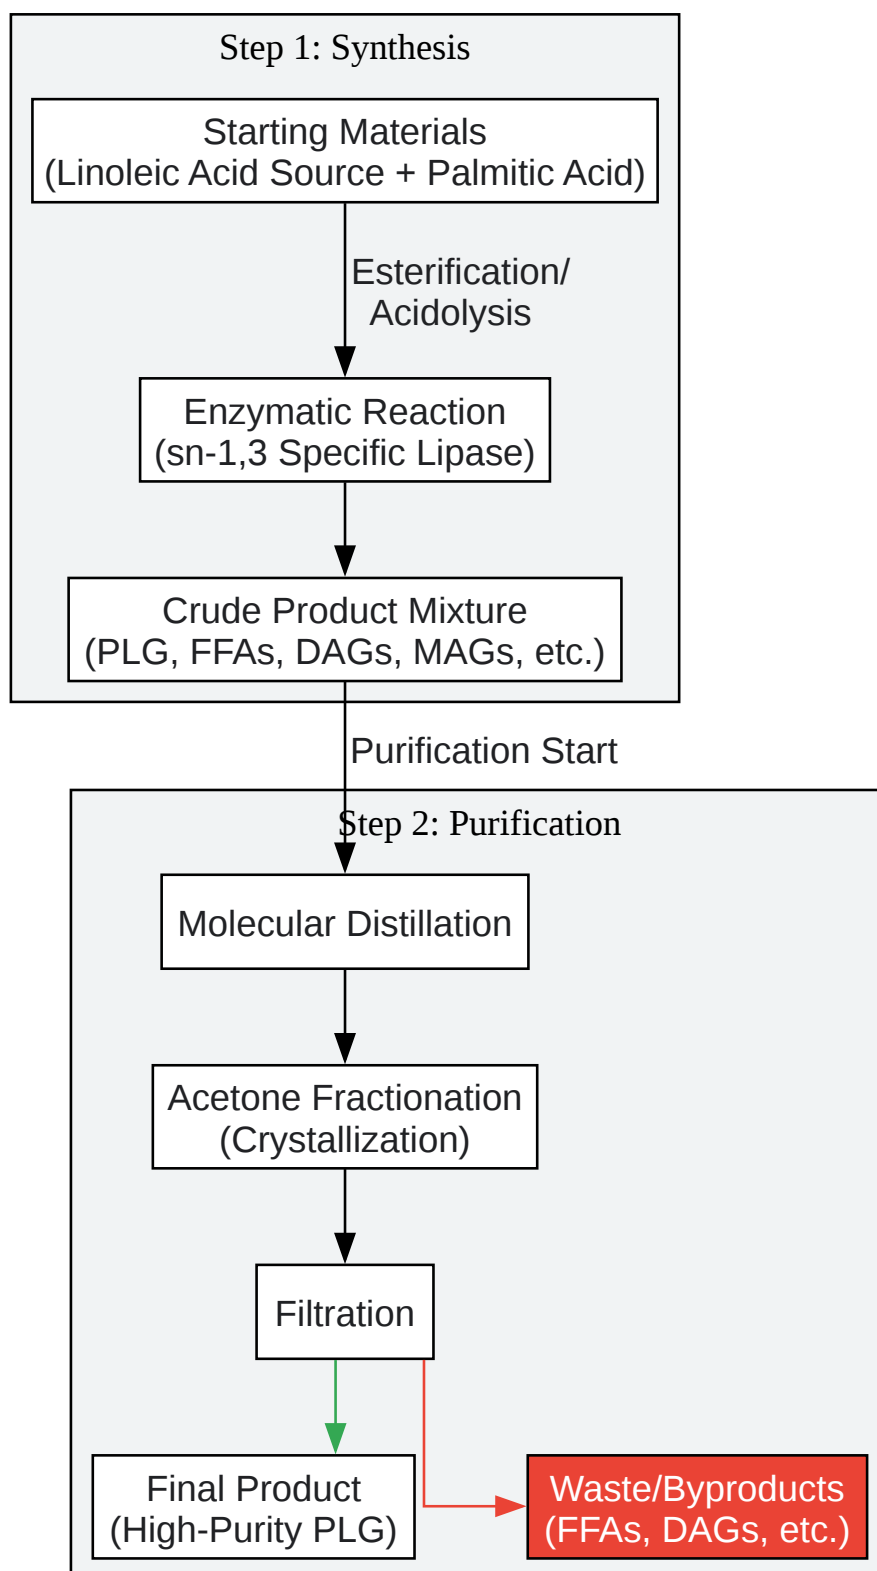 Step 1: Synthesis
Starting Materials
(Linoleic Acid Source + Palmitic Acid)
Esterification/
Acidolysis
Enzymatic Reaction
(sn-1,3 Specific Lipase)
Crude Product Mixture
(PLG, FFAs, DAGs, MAGs, etc.)
Purification Start
Step 2: Purification
Molecular Distillation
Acetone Fractionation
(Crystallization)
Filtration
Final Product
(High-Purity PLG)
Waste/Byproducts
(FFAs, DAGs, etc.)